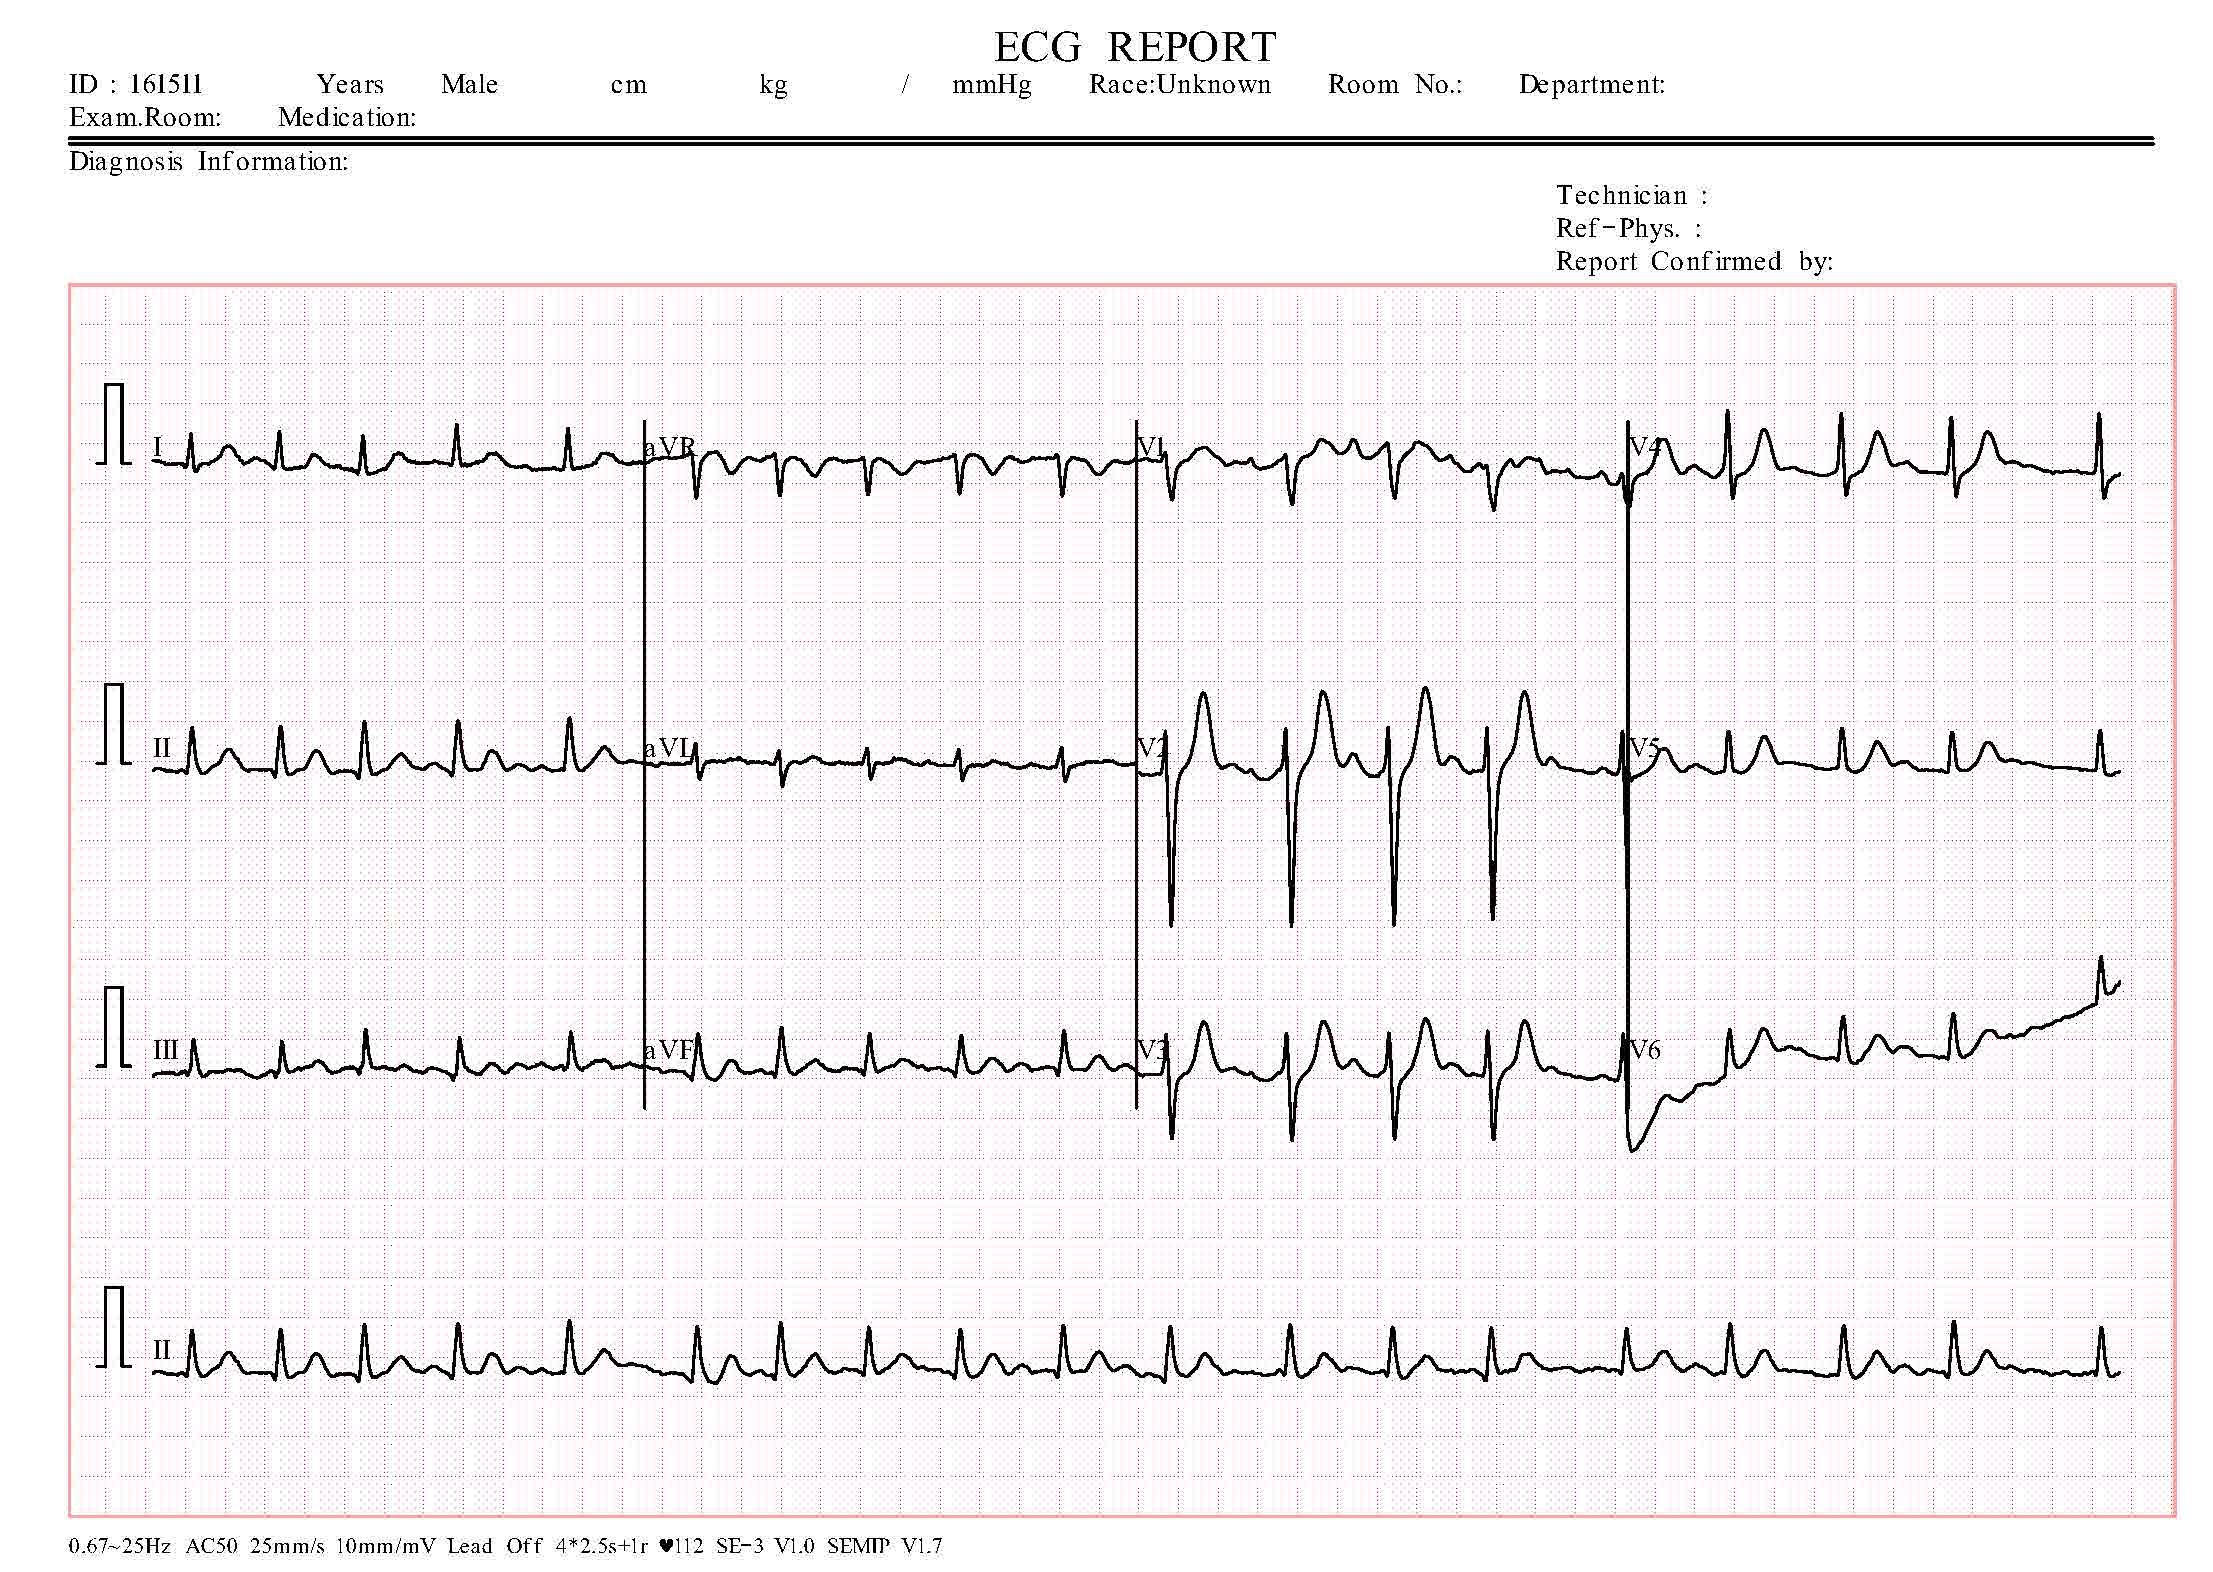 ECG REPORT
ID : 161511 Years Male cm kg / mmHg Race:Unknown Room No.: Department:
Exam.Room: Medication:
Diagnosis Information:
Technician :
Ref-Phys. :
Report Confirmed by:
I aVR V1 V4
II aVL V2 V5
III aVF V3 V6
II
0.67~25Hz AC50 25mm/s 10mm/mV Lead Off 4*2.5s+1r ♥112 SE-3 V1.0 SEMIP V1.7